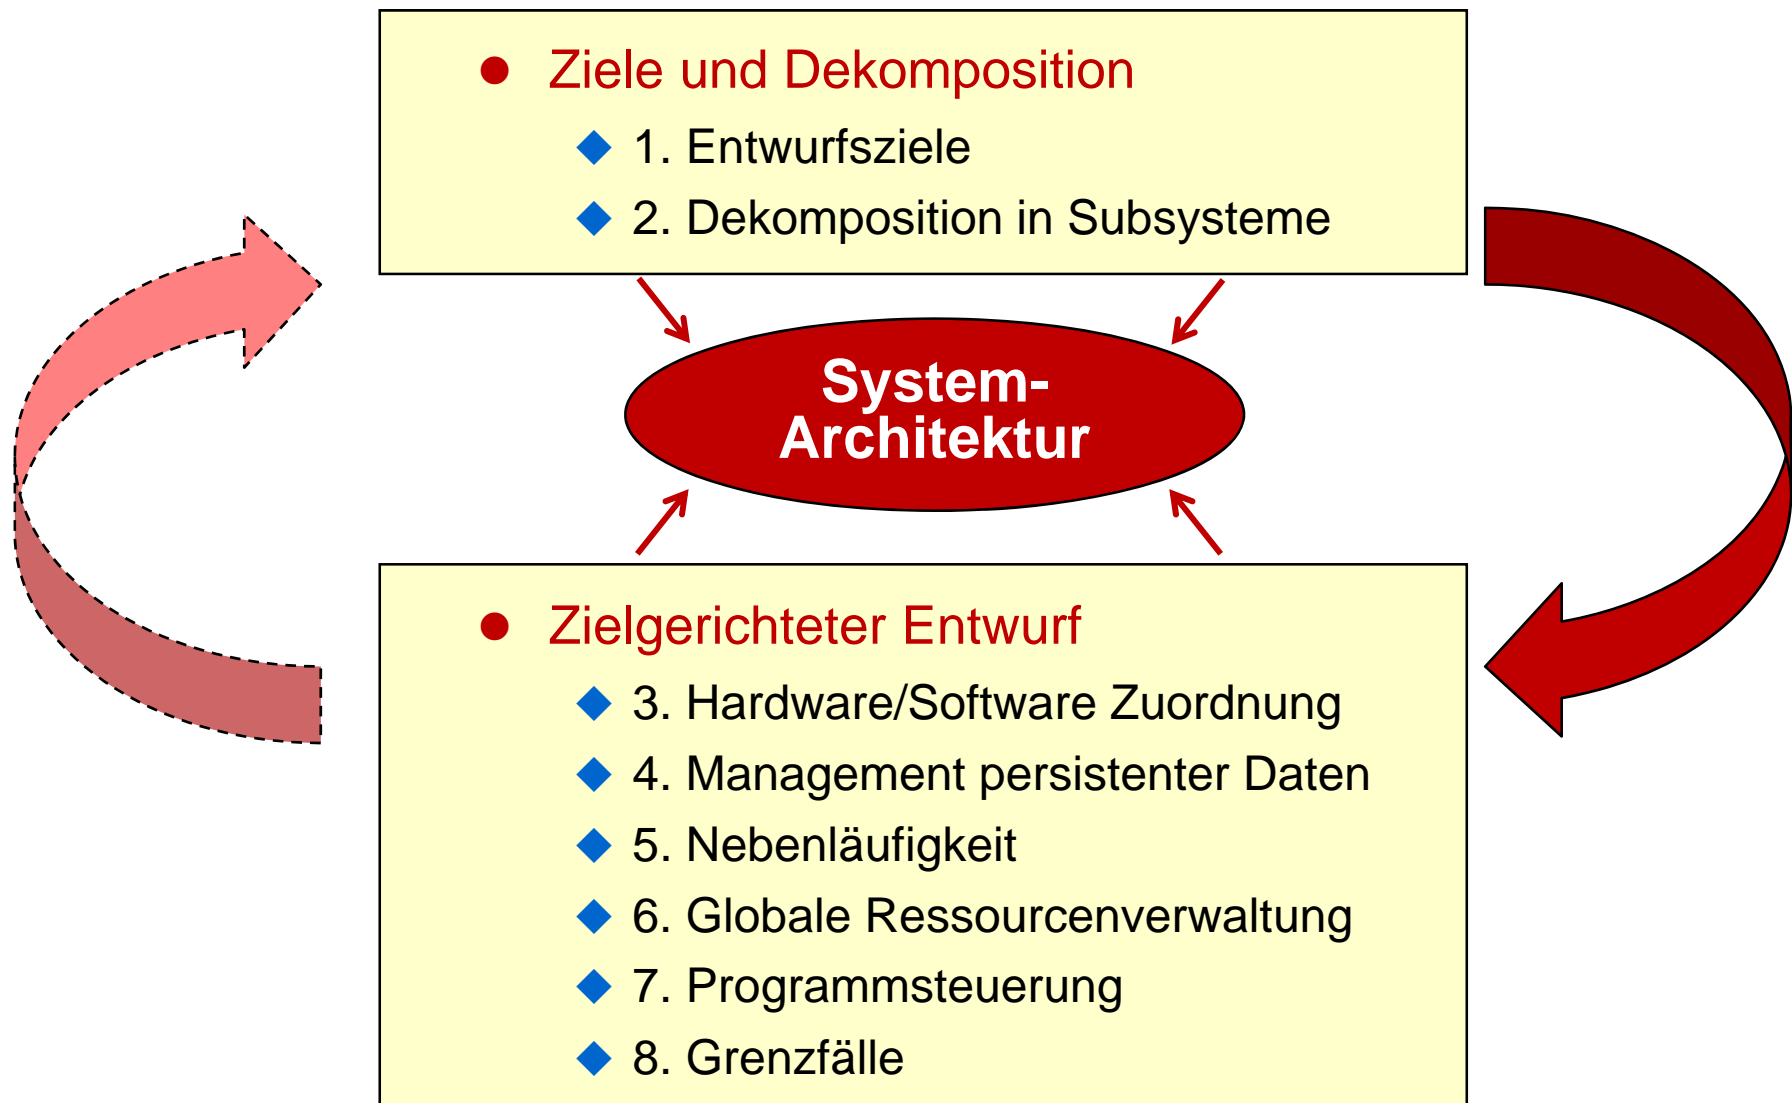 Ziele und Dekomposition
1. Entwurfsziele
2. Dekomposition in Subsysteme
System-
Architektur
Zielgerichteter Entwurf
3. Hardware/Software Zuordnung
4. Management persistenter Daten
5. Nebenläufigkeit
6. Globale Ressourcenverwaltung
7. Programmsteuerung
8. Grenzfälle